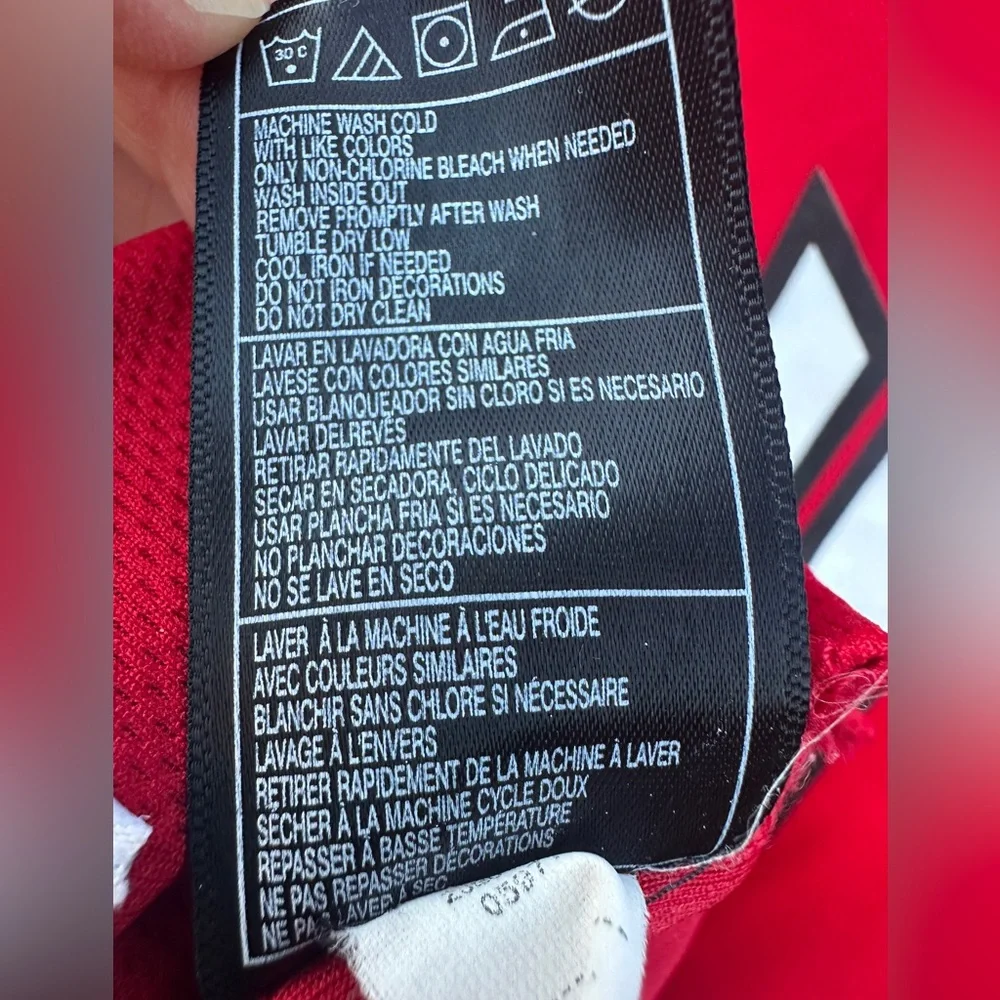 30 C
MACHINE WASH COLD
WITH LIKE COLORS
ONLY NON-CHLORINE BLEACH WHEN NEEDED
WASH INSIDE OUT
REMOVE PROMPTLY AFTER WASH
TUMBLE DRY LOW
COOL IRON IF NEEDED
DO NOT IRON DECORATIONS
DO NOT DRY CLEAN
LAVAR EN LAVADORA CON AGUA FRIA
LAVESE CON COLORES SIMILARES
USAR BLANQUEADOR SIN CLORO SI ES NECESARIO
LAVAR DELREVES
RETIRAR RAPIDAMENTE DEL LAVADO
SECAR EN SECADORA, CICLO DELICADO
USAR PLANCHA FRIA SI ES NECESARIO
NO PLANCHAR DECORACIONES
NO SE LAVE EN SECO
LAVER À LA MACHINE À L'EAU FROIDE
AVEC COULEURS SIMILAIRES
BLANCHIR SANS CHLORE SI NÉCESSAIRE
LAVAGE À L'ENVERS
RETIRER RAPIDEMENT DE LA MACHINE À LAVER
SÉCHER À LA MACHINE CYCLE DOUX
REPASSER À BASSE TEMPÉRATURE
NE PAS REPASSER DÉCORATIONS
NE PA LAVER À SEC